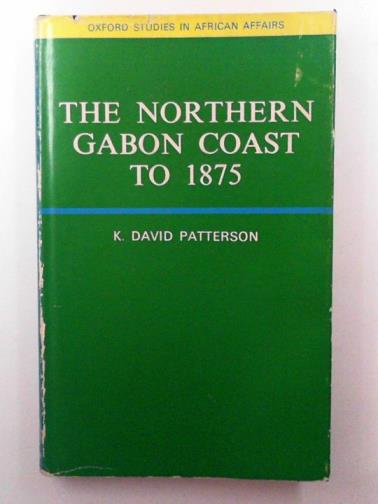 OXFORD STUDIES IN AFRICAN AFFAIRS
THE NORTHERN
GABON COAST
TO 1875
K. DAVID PATTERSON